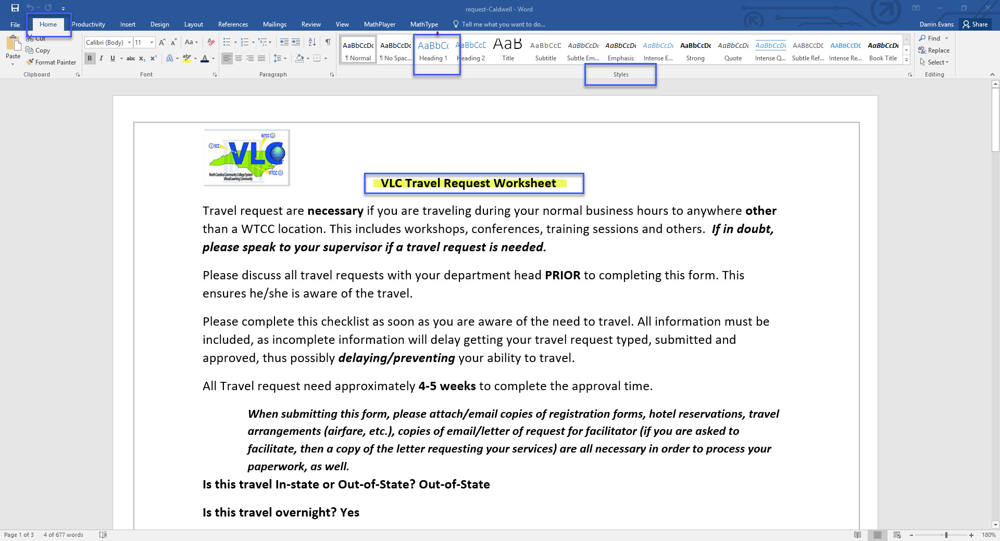 request-Caldwell - Word
File Home Productivity Insert Design Layout References Mailings Review View MathPlayer MathType Tell me what you want to do... Darrin Evans Share
Paste
Cut
Copy
Format Painter
Clipboard
Calibri (Body) 11 Aa
B I U abc x₂ x² A ab A
Font
Paragraph
AaBbCcDc AaBbCcDc AaBbCc AaBbCcD AaB AaBbCcD AaBbCcDc AaBbCcDc AaBbCcDc AaBbCcDc AaBbCcDc AaBbCcDc AABBCCDD AABBCCDD AaBbCcDc
¶ Normal ¶ No Spac... Heading 1 Heading 2 Title Subtitle Subtle Em... Emphasis Intense E... Strong Quote Intense Q... Subtle Ref... Intense Re... Book Title
Styles
Find
Replace
Select
Editing
WTCC
SCC
VLC
FTCC
North Carolina Community College System
Virtual Learning Community
VLC Travel Request Worksheet
Travel request are necessary if you are traveling during your normal business hours to anywhere other
than a WTCC location. This includes workshops, conferences, training sessions and others. If in doubt,
please speak to your supervisor if a travel request is needed.
Please discuss all travel requests with your department head PRIOR to completing this form. This
ensures he/she is aware of the travel.
Please complete this checklist as soon as you are aware of the need to travel. All information must be
included, as incomplete information will delay getting your travel request typed, submitted and
approved, thus possibly delaying/preventing your ability to travel.
All Travel request need approximately 4-5 weeks to complete the approval time.
When submitting this form, please attach/email copies of registration forms, hotel reservations, travel
arrangements (airfare, etc.), copies of email/letter of request for facilitator (if you are asked to
facilitate, then a copy of the letter requesting your services) are all necessary in order to process your
paperwork, as well.
Is this travel In-state or Out-of-State? Out-of-State
Is this travel overnight? Yes
Page 1 of 3 4 of 677 words 180%